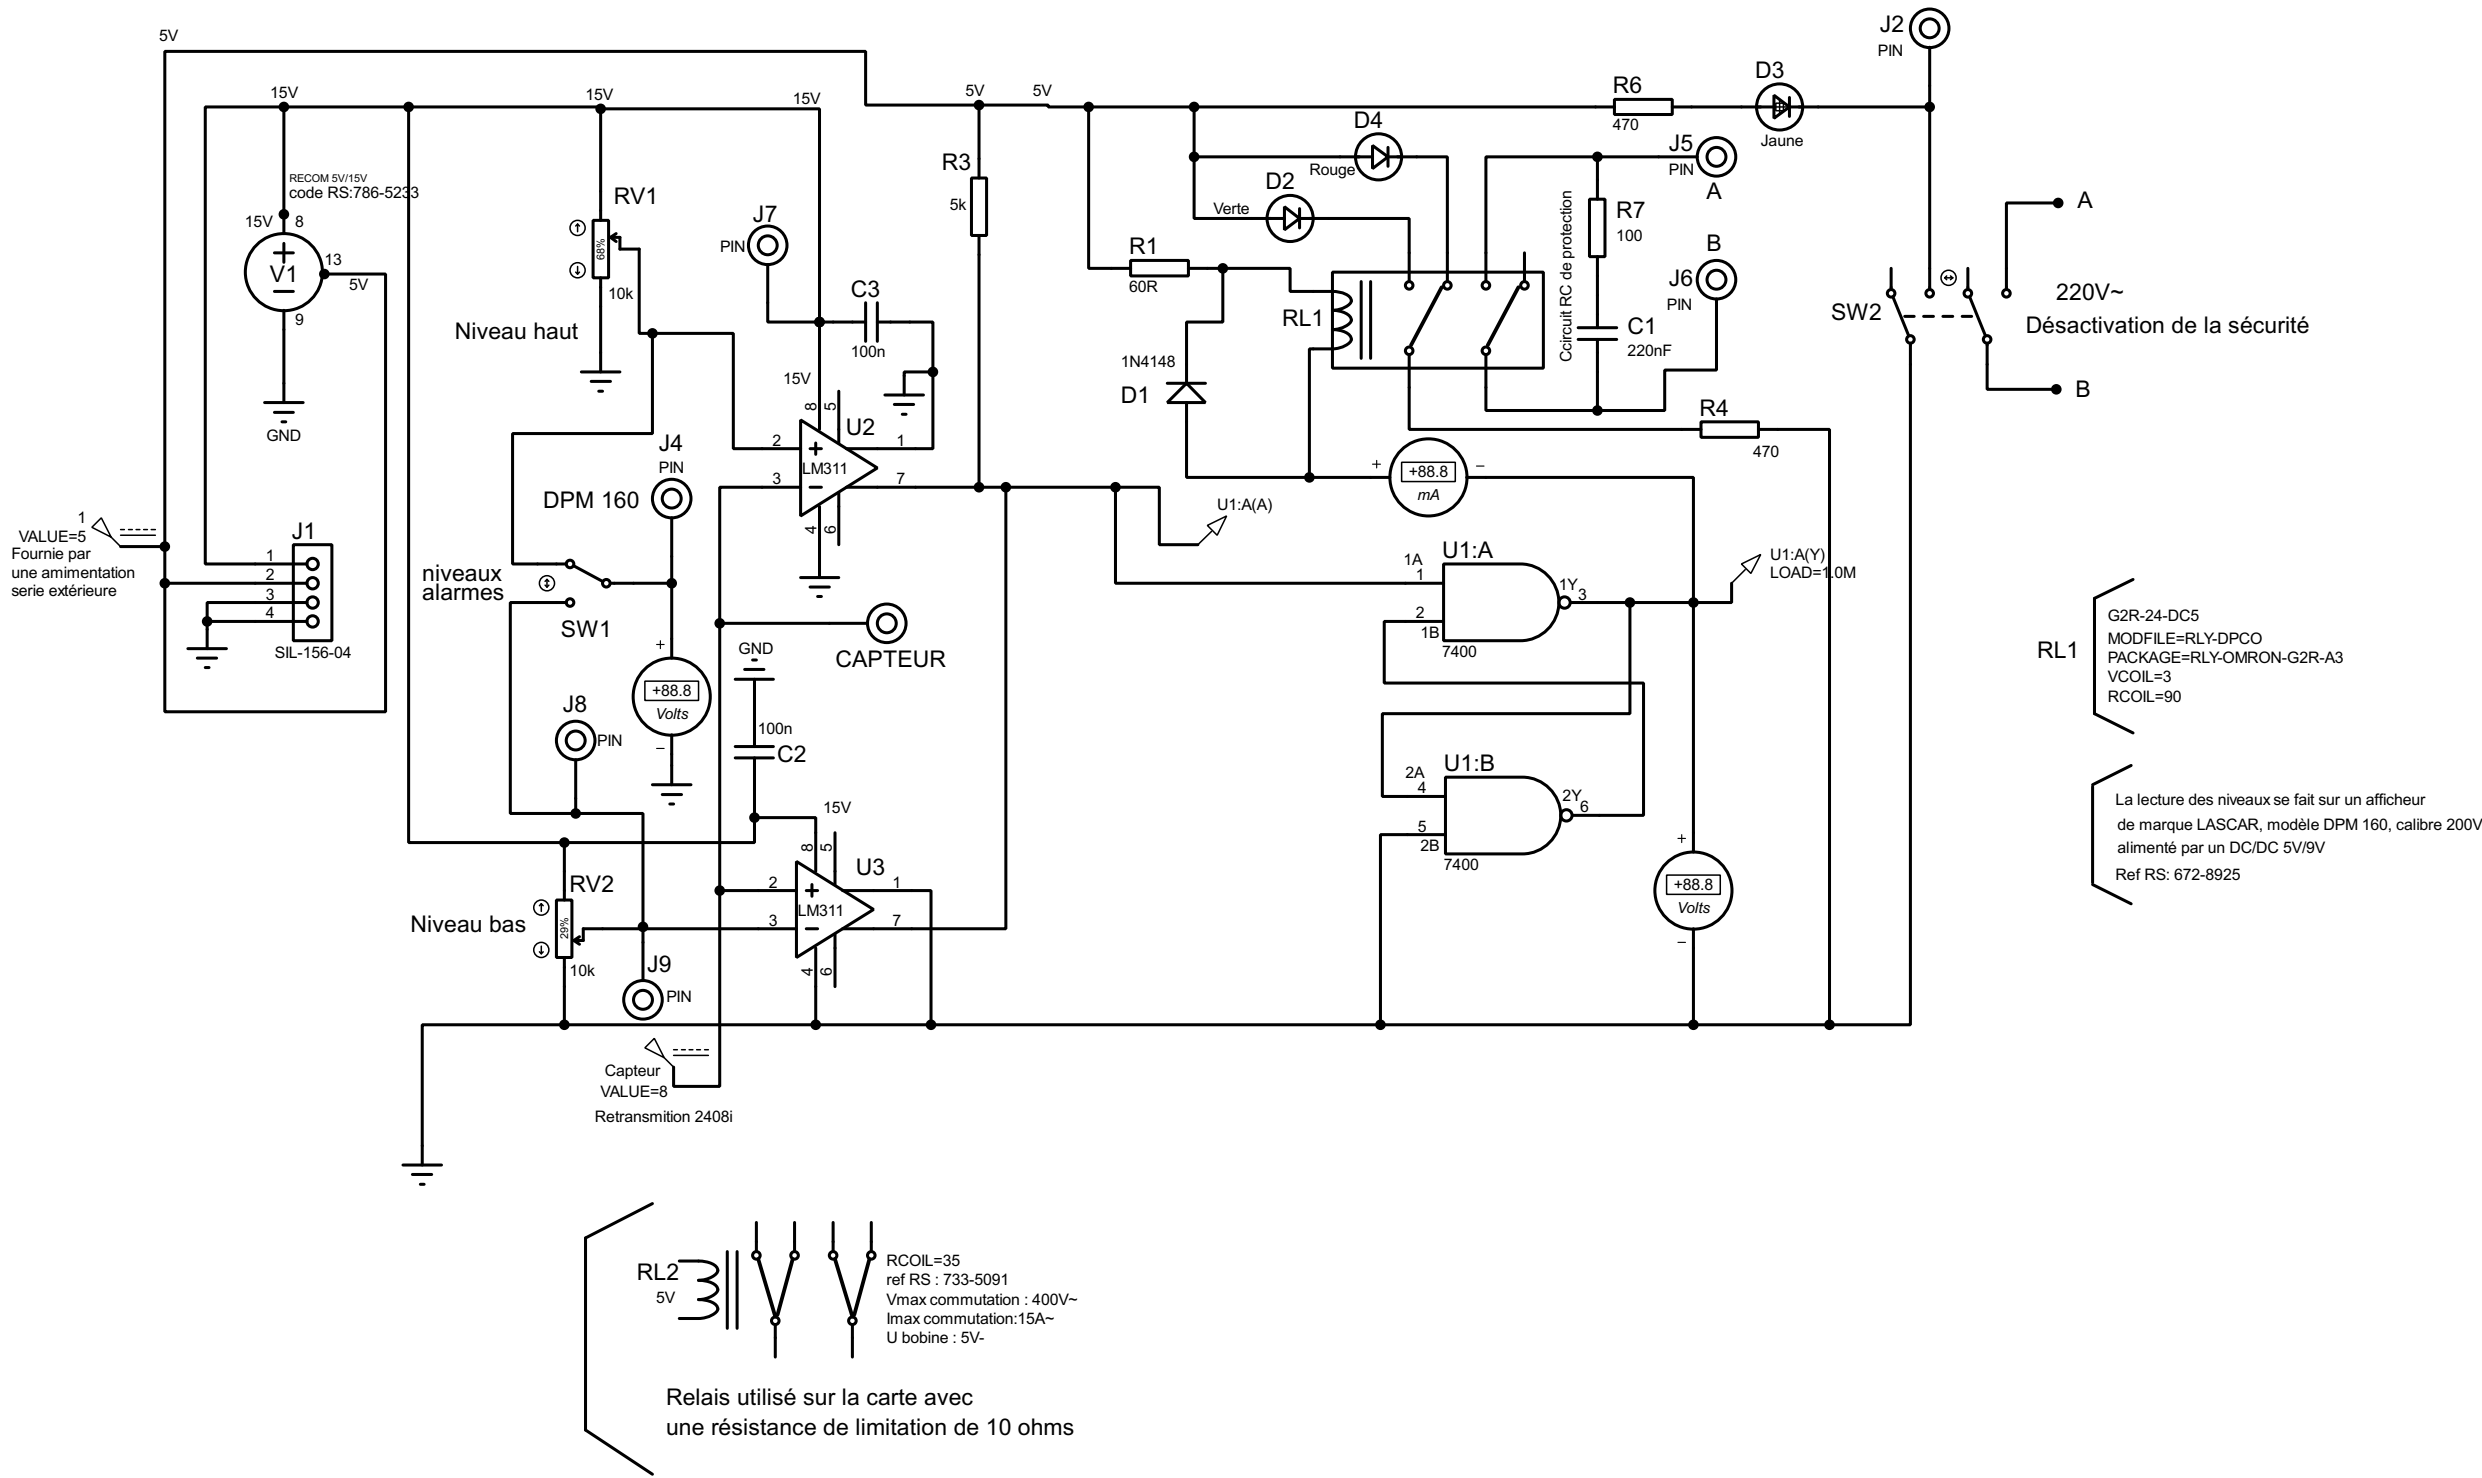 5V
15V
15V
15V
5V
5V
RECOM 5V/15V
code RS:786-5233
15V
8
V1
13
5V
9
GND
RV1
68%
10k
Niveau haut
J7
PIN
C3
100n
15V
8
5
U2
2
1
LM311
3
7
4
6
R3
5k
J4
PIN
DPM 160
1
VALUE=5
Fournie par
une amimentation
serie extérieure
J1
1
2
3
4
SIL-156-04
niveaux
alarmes
SW1
+88.8
Volts
+
–
CAPTEUR
GND
100n
C2
J8
PIN
15V
8
5
U3
2
1
LM311
3
7
4
6
RV2
29%
10k
Niveau bas
J9
PIN
Capteur
VALUE=8
Retransmition 2408i
J2
PIN
R6
470
D3
Jaune
D4
Rouge
D2
Verte
R1
60R
RL1
1N4148
D1
J5
PIN
A
R7
100
Ccircuit RC de protection
B
J6
PIN
C1
220nF
R4
470
+
+88.8
mA
–
SW2
A
220V~
Désactivation de la sécurité
B
U1:A(A)
U1:A
1A
1
2
1B
1Y
3
7400
U1:A(Y)
LOAD=1.0M
U1:B
2A
4
5
2B
2Y
6
7400
+
+88.8
Volts
–
RL1
G2R-24-DC5
MODFILE=RLY-DPCO
PACKAGE=RLY-OMRON-G2R-A3
VCOIL=3
RCOIL=90
La lecture des niveaux se fait sur un afficheur
de marque LASCAR, modèle DPM 160, calibre 200V
alimenté par un DC/DC 5V/9V
Ref RS: 672-8925
RL2
5V
RCOIL=35
ref RS : 733-5091
Vmax commutation : 400V~
Imax commutation:15A~
U bobine : 5V-
Relais utilisé sur la carte avec
une résistance de limitation de 10 ohms